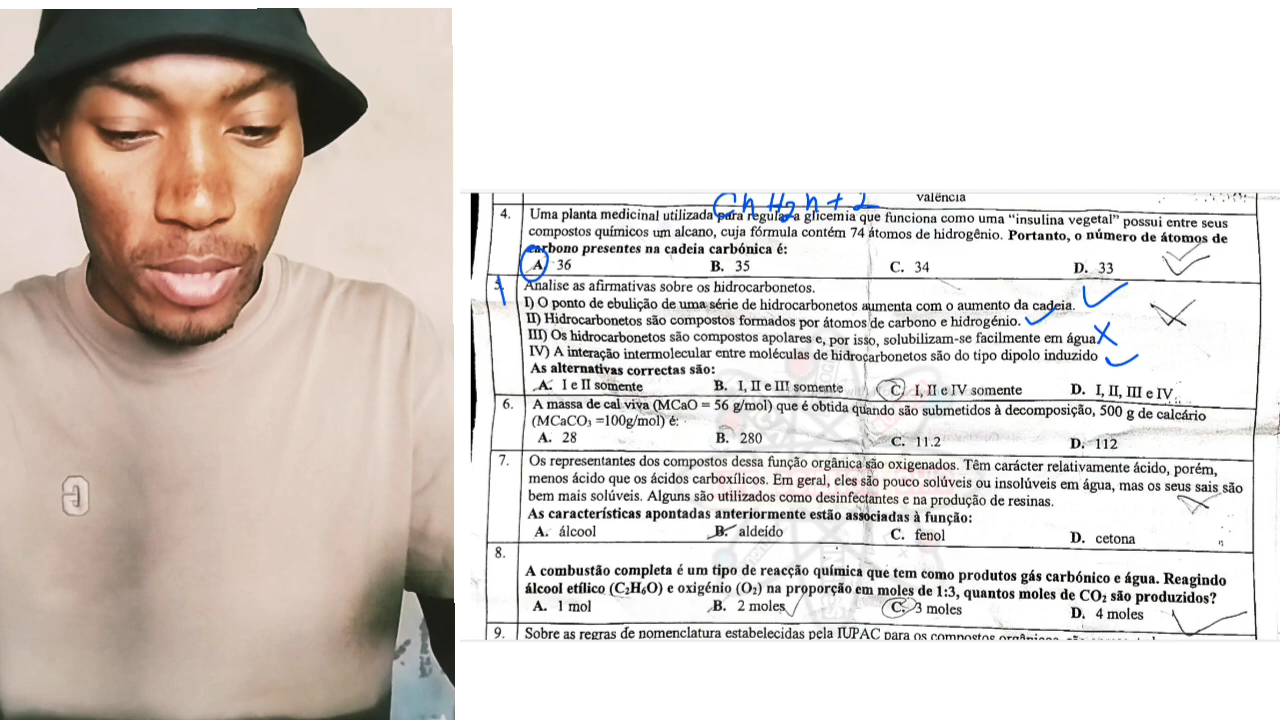 valência
CnH2n+2
4. Uma planta medicinal utilizada para regular a glicemia que funciona como uma “insulina vegetal” possui entre seus
compostos químicos um alcano, cuja fórmula contém 74 átomos de hidrogênio. Portanto, o número de átomos de
carbono presentes na cadeia carbónica é:
A. 36 B. 35 C. 34 D. 33
5. Analise as afirmativas sobre os hidrocarbonetos.
I) O ponto de ebulição de uma série de hidrocarbonetos aumenta com o aumento da cadeia.
II) Hidrocarbonetos são compostos formados por átomos de carbono e hidrogénio.
III) Os hidrocarbonetos são compostos apolares e, por isso, solubilizam-se facilmente em água
IV) A interação intermolecular entre moléculas de hidrocarbonetos são do tipo dipolo induzido
As alternativas correctas são:
A. I e II somente B. I, II e III somente C. I, II e IV somente D. I, II, III e IV.
6. A massa de cal viva (MCaO = 56 g/mol) que é obtida quando são submetidos à decomposição, 500 g de calcário
(MCaCO₃ =100g/mol) é:
A. 28 B. 280 C. 11.2 D. 112
7. Os representantes dos compostos dessa função orgânica são oxigenados. Têm carácter relativamente ácido, porém,
menos ácido que os ácidos carboxílicos. Em geral, eles são pouco solúveis ou insolúveis em água, mas os seus sais são
bem mais solúveis. Alguns são utilizados como desinfectantes e na produção de resinas.
As características apontadas anteriormente estão associadas à função:
A. álcool B. aldeído C. fenol D. cetona
8.
A combustão completa é um tipo de reacção química que tem como produtos gás carbónico e água. Reagindo
álcool etílico (C₂H₆O) e oxigénio (O₂) na proporção em moles de 1:3, quantos moles de CO₂ são produzidos?
A. 1 mol B. 2 moles C. 3 moles D. 4 moles
9. Sobre as regras de nomenclatura estabelecidas pela IUPAC para os compostos